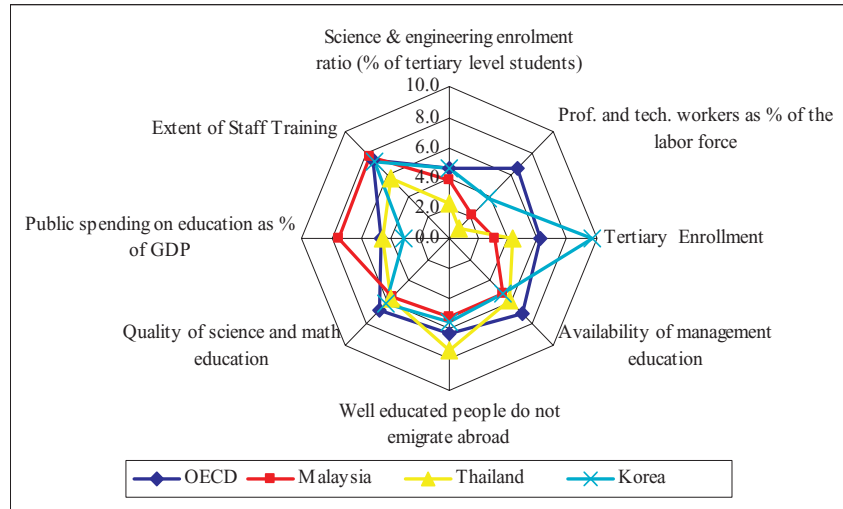 Science & engineering enrolment
ratio (% of tertiary level students)
10.0
8.0
6.0
4.0
2.0
0.0
Prof. and tech. workers as % of the
labor force
Extent of Staff Training
Public spending on education as %
of GDP
Tertiary Enrollment
Quality of science and math
education
Availability of management
education
Well educated people do not
emigrate abroad
OECD Malaysia Thailand Korea